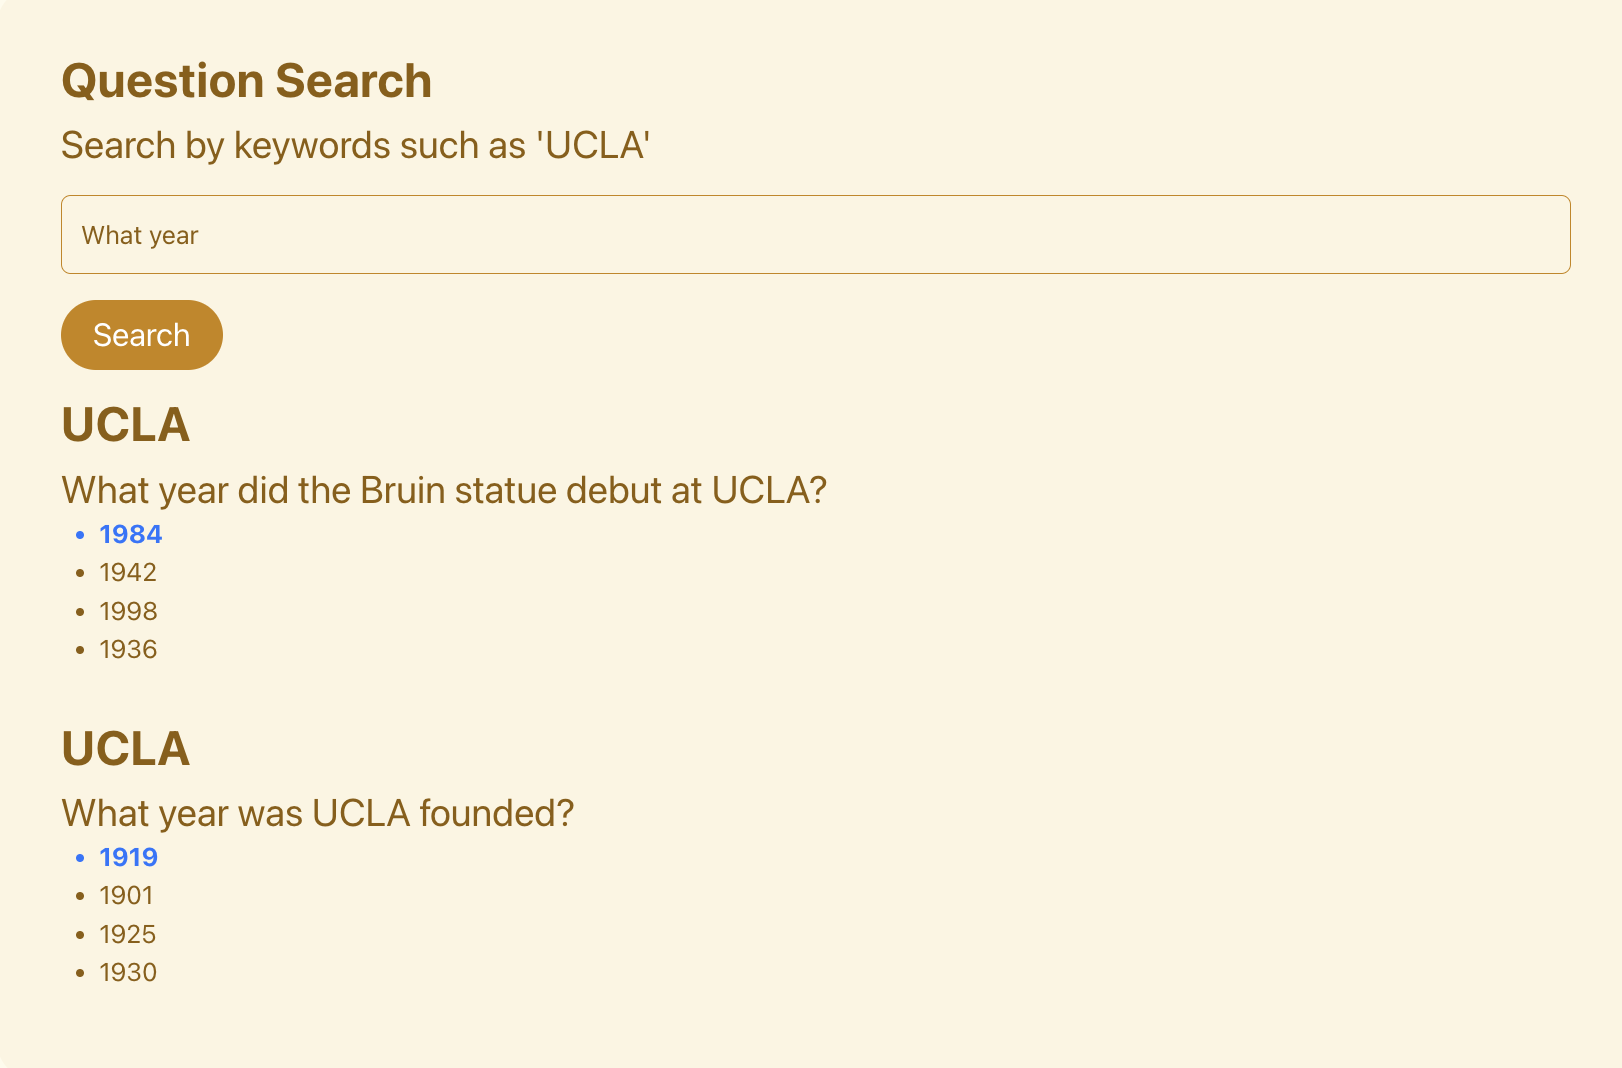 Question Search
Search by keywords such as 'UCLA'
What year
Search
UCLA
What year did the Bruin statue debut at UCLA?
1984
1942
1998
1936
UCLA
What year was UCLA founded?
1919
1901
1925
1930